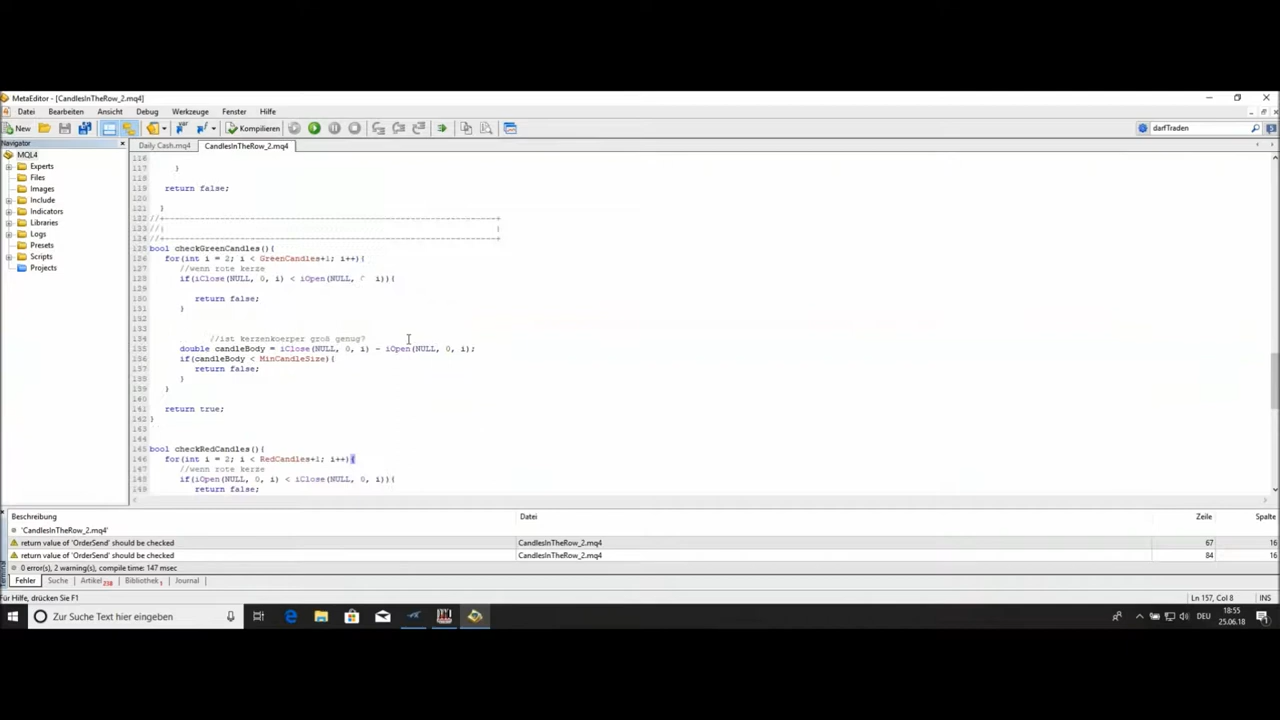 MetaEditor - [CandlesInTheRow_2.mq4]
Datei Bearbeiten Ansicht Debug Werkzeuge Fenster Hilfe
New Kompilieren darfTraden
Navigator
Daily Cash.mq4 CandlesInTheRow_2.mq4
MQL4
Experts
Files
Images
Include
Indicators
Libraries
Logs
Presets
Scripts
Projects
116
117 }
118
119 return false;
120
121 }
122 //+------------------------------------------------------------------+
123 //| |
124 //+------------------------------------------------------------------+
125 bool checkGreenCandles(){
126 for(int i = 2; i < GreenCandles+1; i++){
127 //wenn rote kerze
128 if(iClose(NULL, 0, i) < iOpen(NULL, i)){
129
130 return false;
131 }
132
133
134 //ist kerzenkoerper groß genug?
135 double candleBody = iClose(NULL, 0, i) - iOpen(NULL, 0, i);
136 if(candleBody < MinCandleSize){
137 return false;
138 }
139 }
140
141 return true;
142 }
143
144
145 bool checkRedCandles(){
146 for(int i = 2; i < RedCandles+1; i++){
147 //wenn rote kerze
148 if(iOpen(NULL, 0, i) < iClose(NULL, 0, i)){
149 return false;
Beschreibung Datei Zeile Spalte
'CandlesInTheRow_2.mq4'
return value of 'OrderSend' should be checked CandlesInTheRow_2.mq4 67 16
return value of 'OrderSend' should be checked CandlesInTheRow_2.mq4 84 16
0 error(s), 2 warning(s), compile time: 147 msec
Fehler Suche Artikel 238 Bibliothek 1 Journal
Für Hilfe, drücken Sie F1 Ln 157, Col 8 INS
Zur Suche Text hier eingeben DEU 18:55
25.06.18